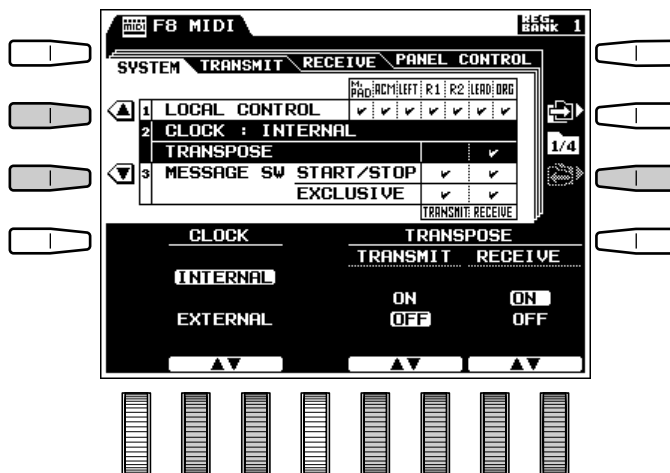 midi F8 MIDI REG. BANK 1
SYSTEM TRANSMIT RECEIVE PANEL CONTROL
M. PAD ACM LEFT R1 R2 LEAD ORG
1 LOCAL CONTROL ✔ ✔ ✔ ✔ ✔ ✔ ✔
2 CLOCK : INTERNAL
TRANSPOSE ✔
1/4
3 MESSAGE SW START/STOP ✔ ✔
EXCLUSIVE ✔ ✔
TRANSMIT RECEIVE
CLOCK TRANSPOSE
TRANSMIT RECEIVE
INTERNAL
ON ON
EXTERNAL OFF OFF
▲▼ ▲▼ ▲▼